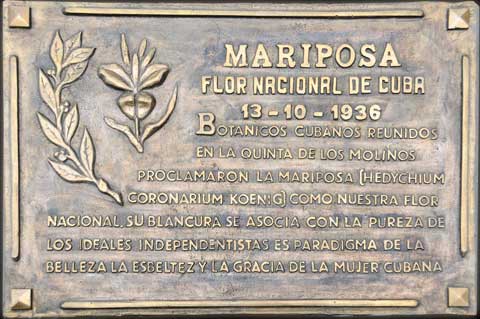 MARIPOSA
FLOR NACIONAL DE CUBA
13-10-1936
BOTANICOS CUBANOS REUNIDOS
EN LA QUINTA DE LOS MOLINOS
PROCLAMARON LA MARIPOSA (HEDYCHIUM
CORONARIUM KOENIG) COMO NUESTRA FLOR
NACIONAL, SU BLANCURA SE ASOCIA CON LA PUREZA DE
LOS IDEALES INDEPENDENTISTAS ES PARADIGMA DE LA
BELLEZA LA ESBELTEZ Y LA GRACIA DE LA MUJER CUBANA